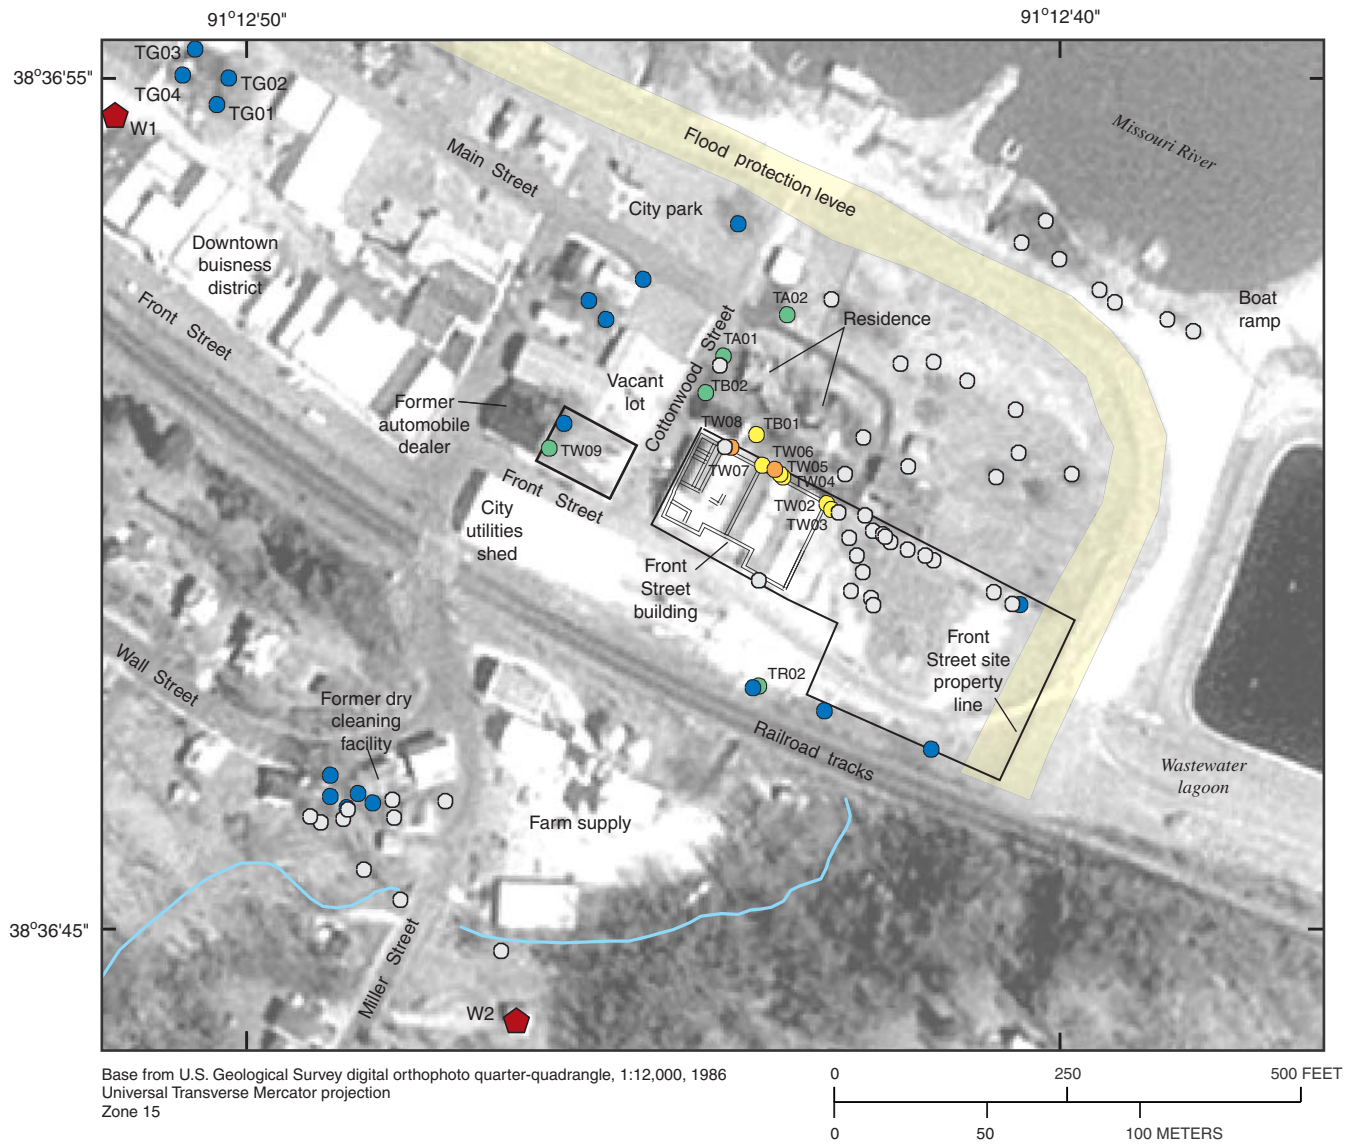 91°12'50"
91°12'40"
38°36'55"
TG03
TG04
TG02
TG01
W1
Main Street
Flood protection levee
Missouri River
City park
Downtown
buisness
district
Front Street
TA02
Residence
Boat
ramp
Cottonwood Street
TA01
TB02
Vacant
lot
Former
automobile
dealer
TW08
TB01
TW09
TW07
TW06
TW05
TW04
TW02
TW03
Front Street
City
utilities
shed
Front
Street
building
Front
Street site
property
line
Wall Street
Former dry
cleaning
facility
TR02
Railroad tracks
Wastewater
lagoon
Farm supply
38°36'45"
Miller Street
W2
Base from U.S. Geological Survey digital orthophoto quarter-quadrangle, 1:12,000, 1986
Universal Transverse Mercator projection
Zone 15
0 250 500 FEET
0 50 100 METERS